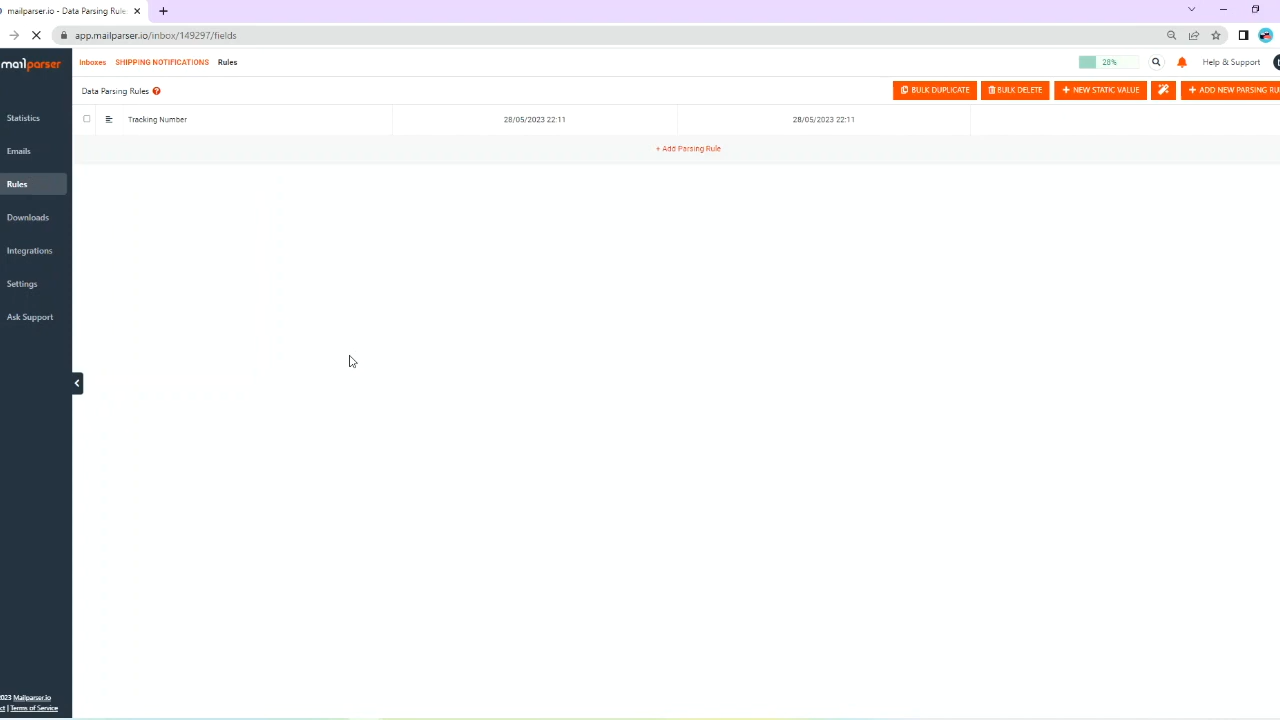 mailparser.io - Data Parsing Rule
app.mailparser.io/inbox/149297/fields
mailparser
Inboxes SHIPPING NOTIFICATIONS Rules
28%
Help & Support
Data Parsing Rules
BULK DUPLICATE
BULK DELETE
+ NEW STATIC VALUE
+ ADD NEW PARSING RU
Tracking Number 28/05/2023 22:11 28/05/2023 22:11
+ Add Parsing Rule
Statistics
Emails
Rules
Downloads
Integrations
Settings
Ask Support
2023 Mailparser.io
ct | Terms of Service